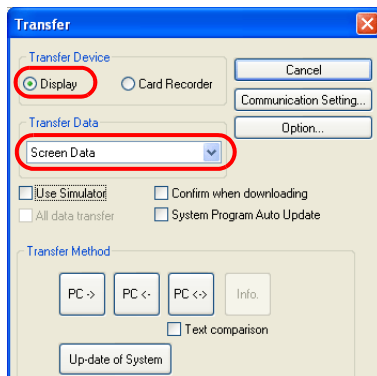 Transfer
Transfer Device
Display
Card Recorder
Cancel
Communication Setting...
Transfer Data
Option...
Screen Data
Use Simulator
Confirm when downloading
All data transfer
System Program Auto Update
Transfer Method
PC ->
PC <-
PC <->
Info.
Text comparison
Up-date of System